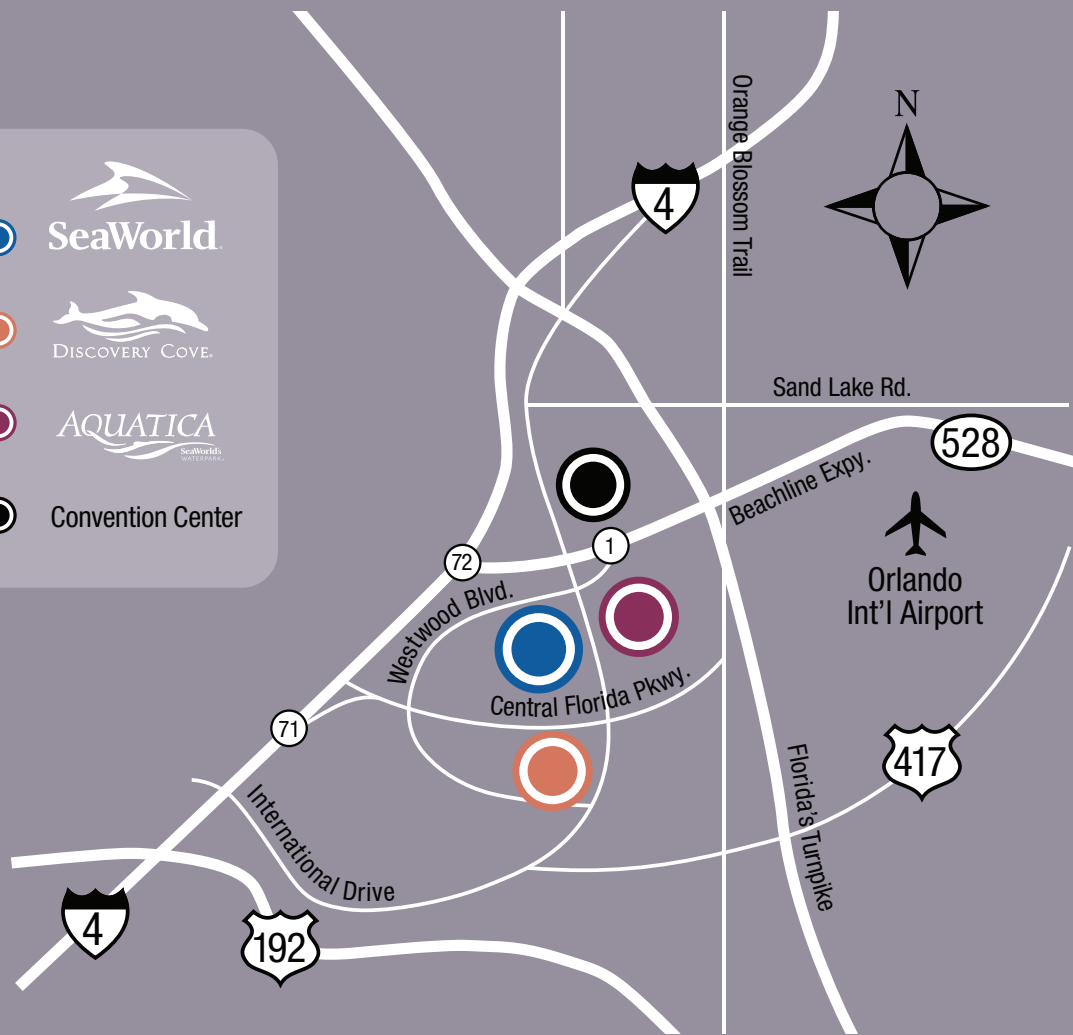 SeaWorld
DISCOVERY COVE
AQUATICA
SeaWorld's
WATERPARK
Convention Center
N
Orange Blossom Trail
4
Sand Lake Rd.
528
Beachline Expy.
1
72
Orlando
Int'l Airport
Westwood Blvd.
Central Florida Pkwy.
71
417
Florida's Turnpike
International Drive
4
192